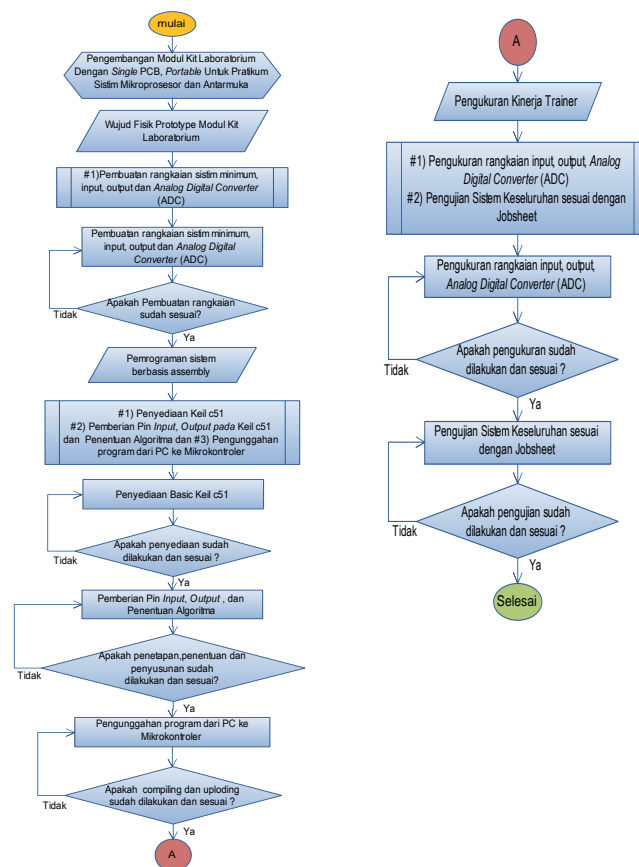 mulai
Pengembangan Modul Kit Laboratorium
Dengan Single PCB, Portable Untuk Pratikum
Sistim Mikroprosesor dan Antarmuka
Wujud Fisik Prototype Modul Kit
Laboratorium
#1)Pembuatan rangkaian sistim minimum,
input, output dan Analog Digital Converter
(ADC)
Pembuatan rangkaian sistim minimum,
input, output dan Analog Digital
Converter (ADC)
Apakah Pembuatan rangkaian
sudah sesuai?
Tidak
Ya
Pemrograman sistem
berbasis assembly
#1) Penyediaan Keil c51
#2) Pemberian Pin Input, Output pada Keil c51
dan Penentuan Algoritma dan #3) Pengunggahan
program dari PC ke Mikrokontroler
Penyediaan Basic Keil c51
Apakah penyediaan sudah
dilakukan dan sesuai ?
Tidak
Ya
Pemberian Pin Input, Output , dan
Penentuan Algoritma
Apakah penetapan,penentuan dan
penyusunan sudah
dilakukan dan sesuai?
Tidak
Ya
Pengunggahan program dari PC ke
Mikrokontroler
Apakah compiling dan uploding
sudah dilakukan dan sesuai ?
Tidak
Ya
A
A
Pengukuran Kinerja Trainer
#1) Pengukuran rangkaian input, output, Analog
Digital Converter (ADC)
#2) Pengujian Sistem Keseluruhan sesuai dengan
Jobsheet
Pengukuran rangkaian input, output,
Analog Digital Converter (ADC)
Apakah pengukuran sudah
dilakukan dan sesuai ?
Tidak
Ya
Pengujian Sistem Keseluruhan sesuai
dengan Jobsheet
Apakah pengujian sudah
dilakukan dan sesuai ?
Tidak
Ya
Selesai